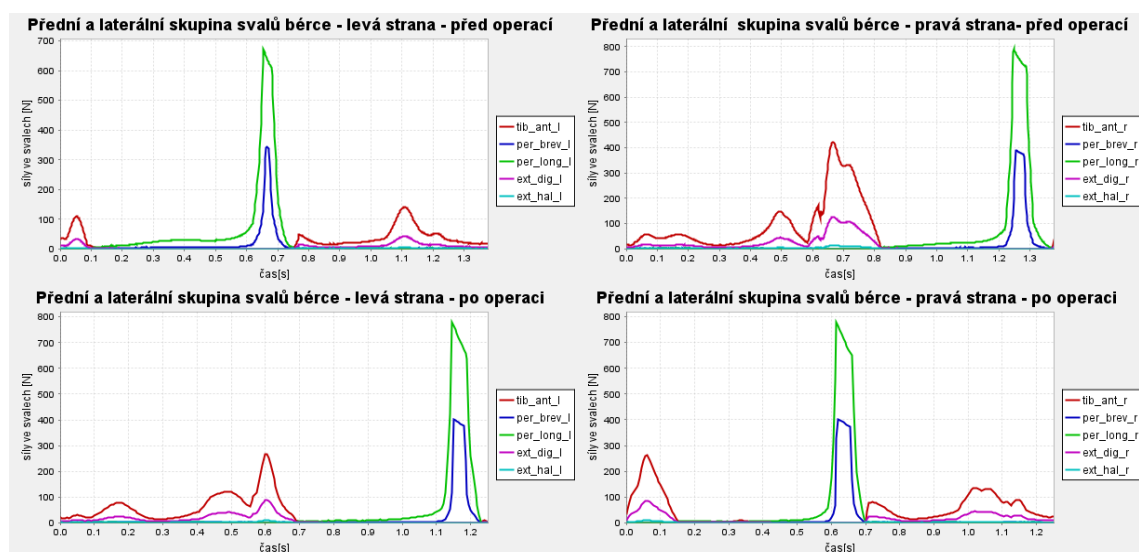 Přední a laterální skupina svalů bérce - levá strana - před operací
700
600
500
400
300
200
100
0
síly ve svalech [N]
0.0 0.1 0.2 0.3 0.4 0.5 0.6 0.7 0.8 0.9 1.0 1.1 1.2 1.3
čas[s]
tib_ant_l
per_brev_l
per_long_l
ext_dig_l
ext_hal_l
Přední a laterální skupina svalů bérce - pravá strana- před operací
800
700
600
500
400
300
200
100
0
síly ve svalech [N]
0.0 0.1 0.2 0.3 0.4 0.5 0.6 0.7 0.8 0.9 1.0 1.1 1.2 1.3
čas[s]
tib_ant_r
per_brev_r
per_long_r
ext_dig_r
ext_hal_r
Přední a laterální skupina svalů bérce - levá strana - po operaci
800
700
600
500
400
300
200
100
0
síly ve svalech [N]
0.0 0.1 0.2 0.3 0.4 0.5 0.6 0.7 0.8 0.9 1.0 1.1 1.2
čas[s]
tib_ant_l
per_brev_l
per_long_l
ext_dig_l
ext_hal_l
Přední a laterální skupina svalů bérce - pravá strana - po operaci
800
700
600
500
400
300
200
100
0
síly ve svalech [N]
0.0 0.1 0.2 0.3 0.4 0.5 0.6 0.7 0.8 0.9 1.0 1.1 1.2
čas[s]
tib_ant_r
per_brev_r
per_long_r
ext_dig_r
ext_hal_r